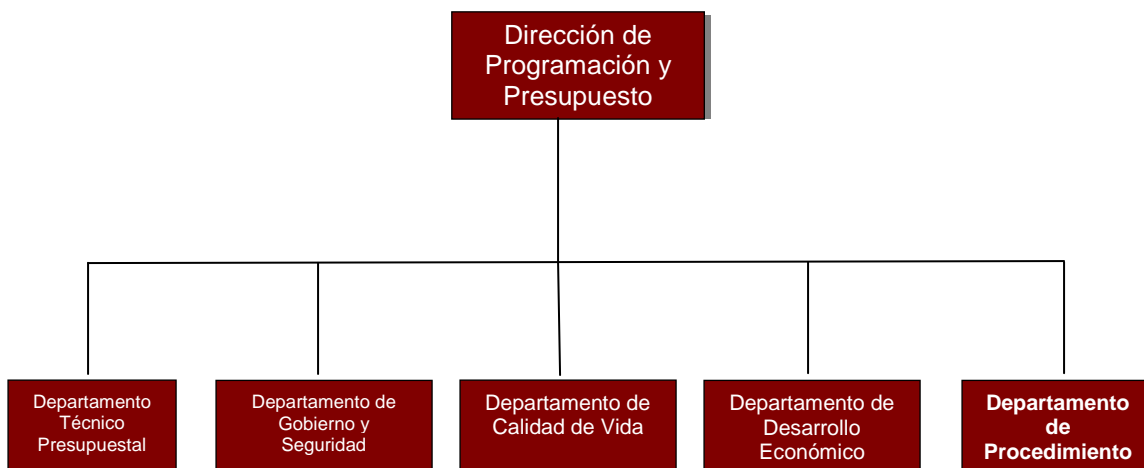 Dirección de
Programación y
Presupuesto
Departamento
Técnico
Presupuestal
Departamento de
Gobierno y
Seguridad
Departamento de
Calidad de Vida
Departamento de
Desarrollo
Económico
Departamento
de
Procedimiento